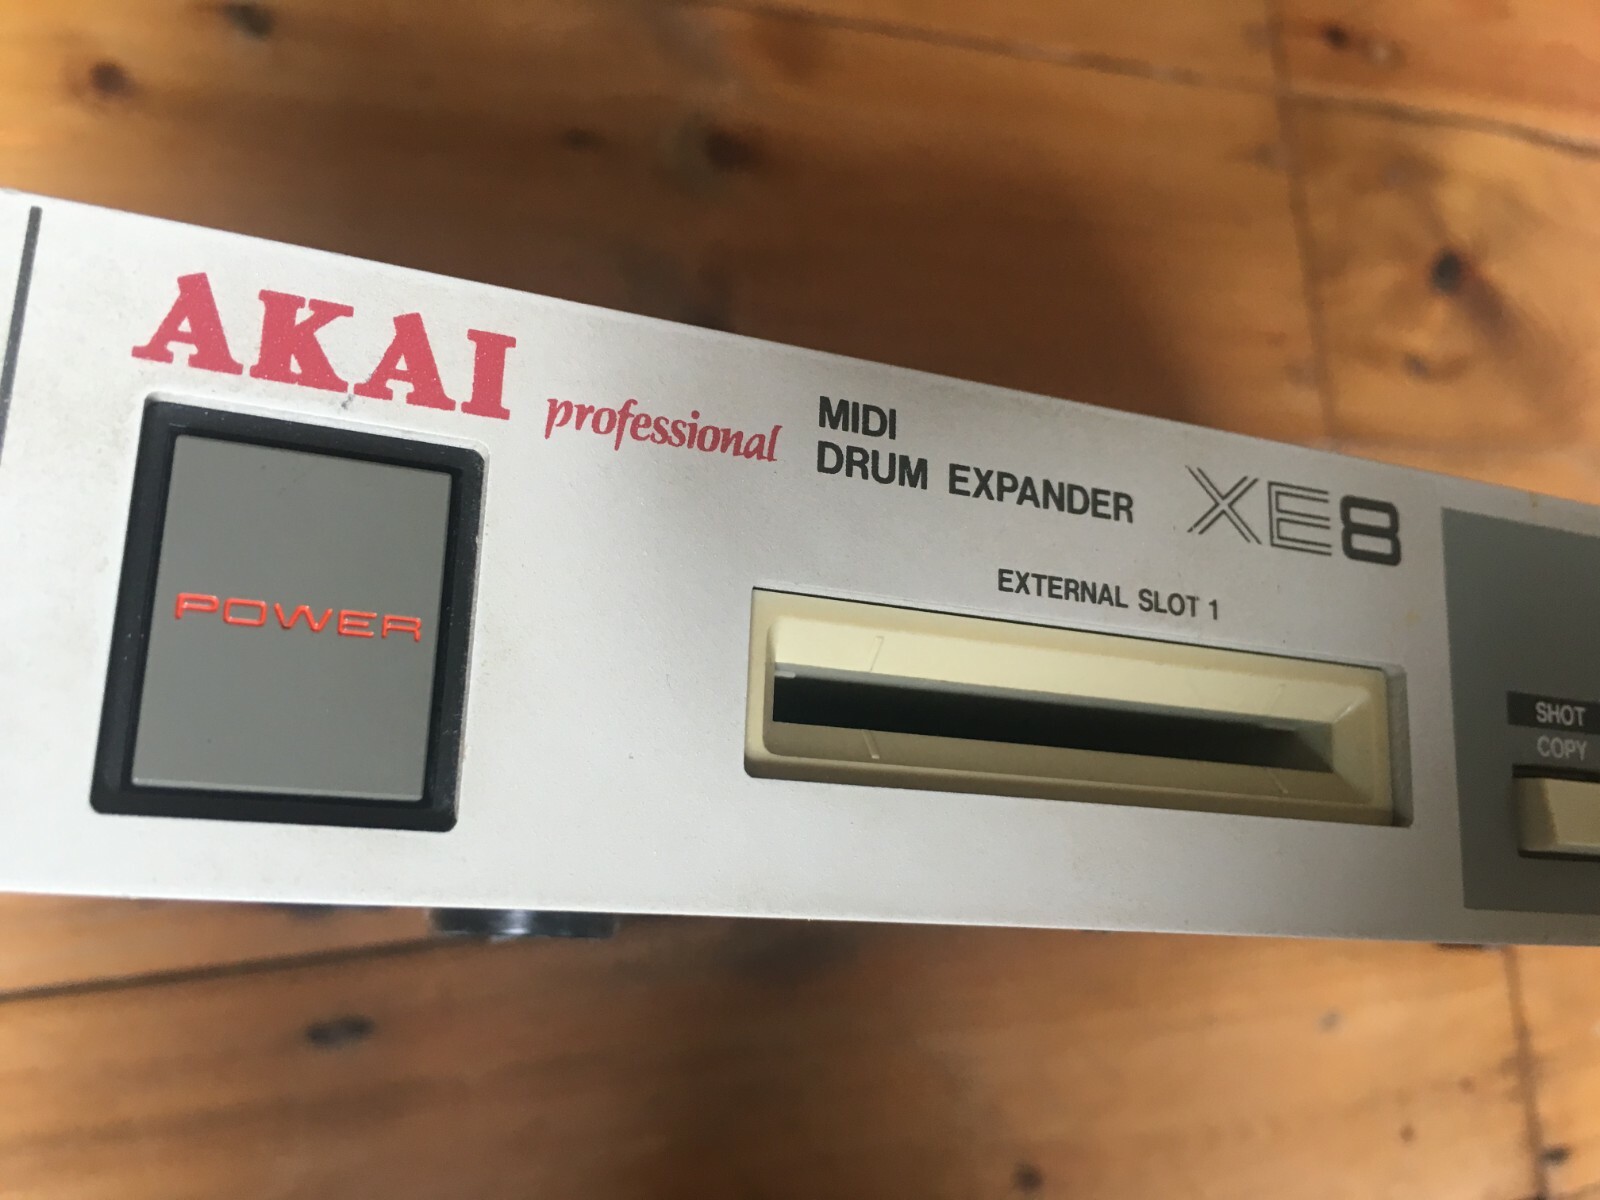 AKAI professional
MIDI
DRUM EXPANDER XE8
EXTERNAL SLOT 1
POWER
SHOT
COPY